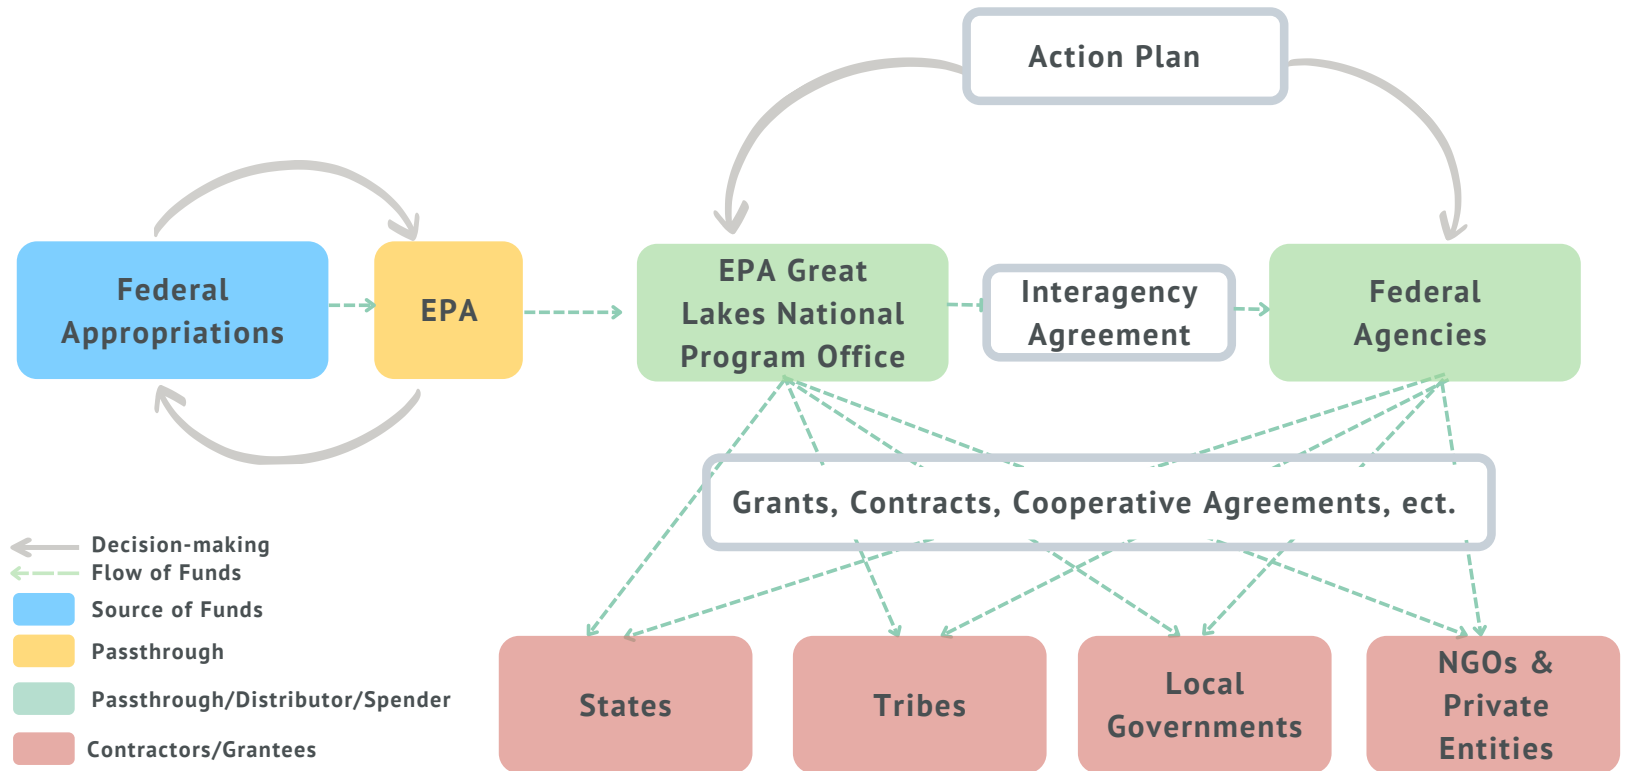 Action Plan
Federal
Appropriations
EPA
EPA Great
Lakes National
Program Office
Interagency
Agreement
Federal
Agencies
Grants, Contracts, Cooperative Agreements, ect.
Decision-making
Flow of Funds
Source of Funds
Passthrough
Passthrough/Distributor/Spender
Contractors/Grantees
States
Tribes
Local
Governments
NGOs &
Private
Entities